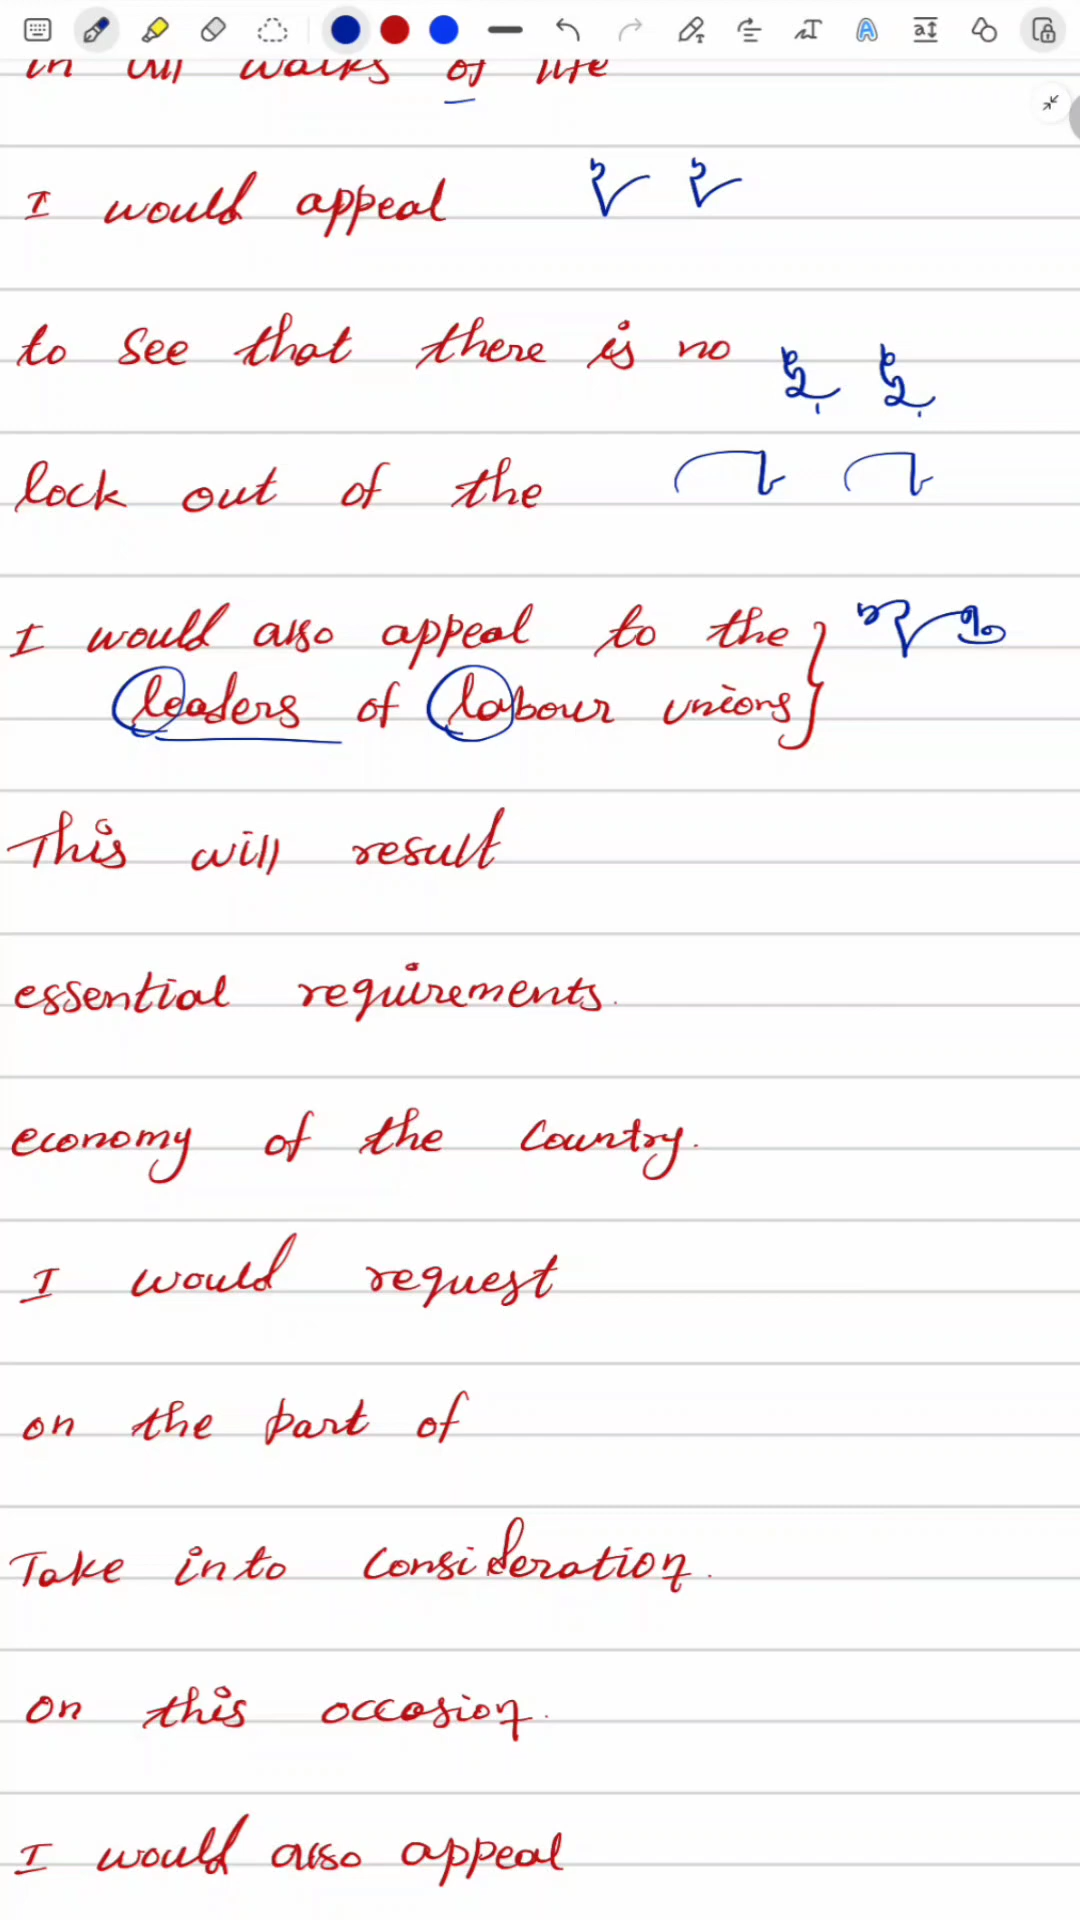 in all walks of life
I would appeal
to see that there is no
lock out of the
I would also appeal to the
leaders of labour unions
This will result
essential requirements.
economy of the country.
I would request
on the part of
Take into consideration.
on this occasion.
I would also appeal